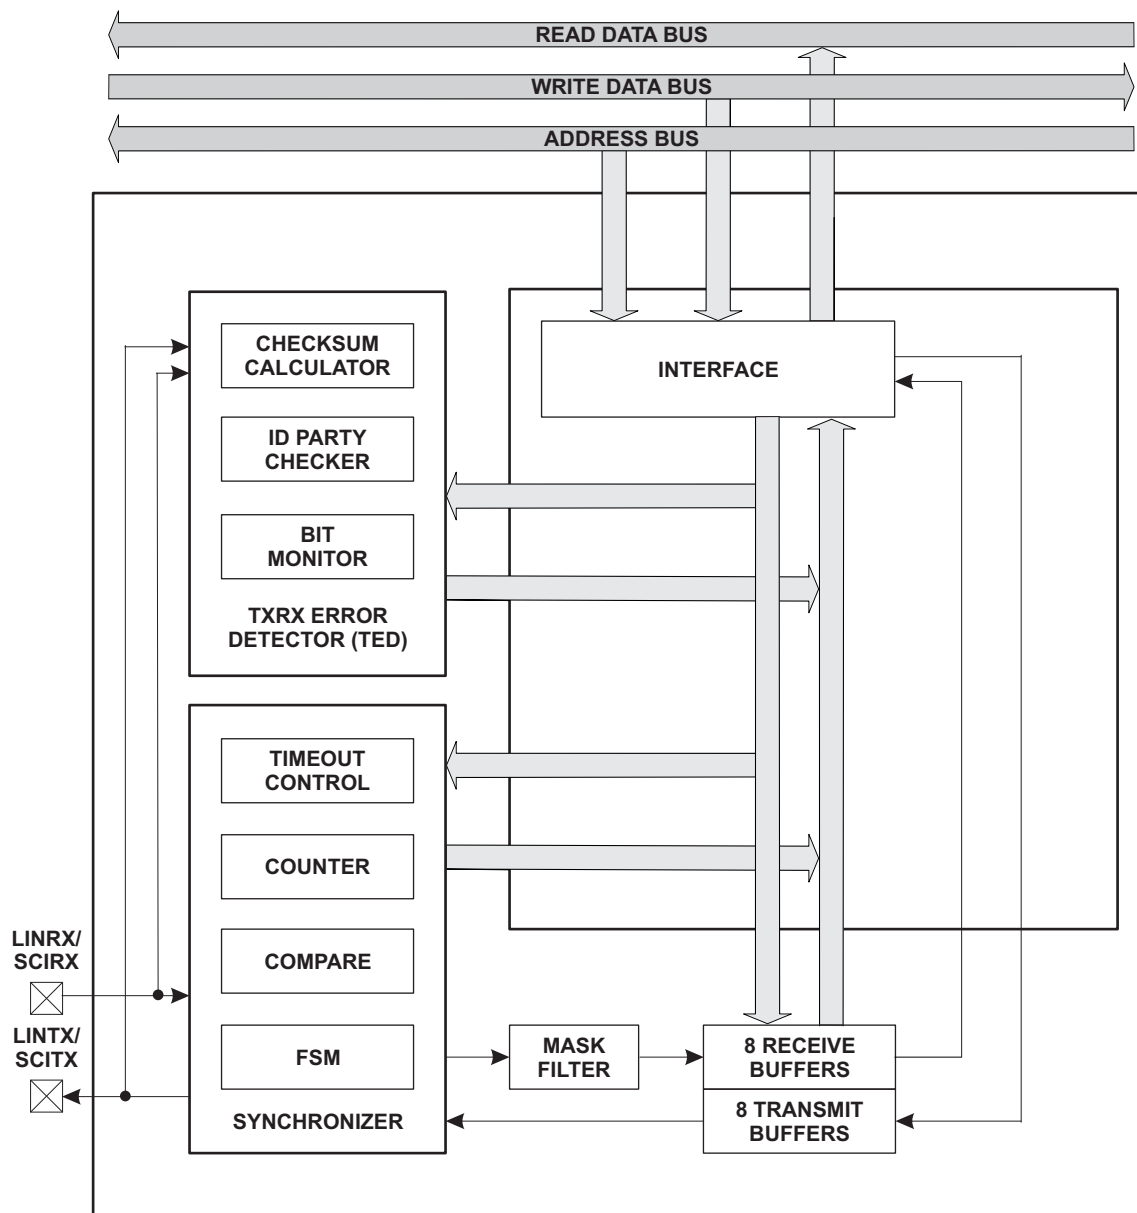 READ DATA BUS
WRITE DATA BUS
ADDRESS BUS
CHECKSUM
CALCULATOR
INTERFACE
ID PARTY
CHECKER
BIT
MONITOR
TXRX ERROR
DETECTOR (TED)
TIMEOUT
CONTROL
COUNTER
LINRX/
SCIRX
COMPARE
LINTX/
SCITX
FSM
MASK
FILTER
8 RECEIVE
BUFFERS
SYNCHRONIZER
8 TRANSMIT
BUFFERS